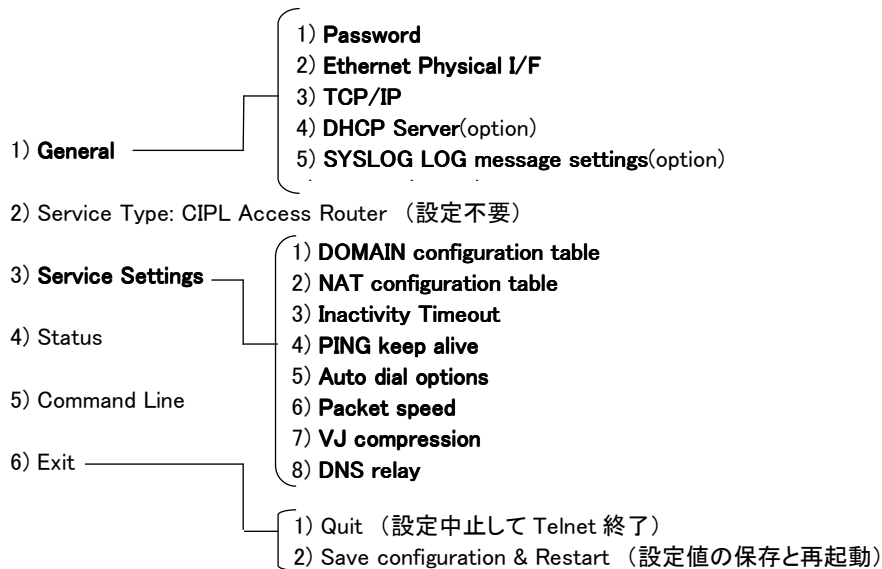 1) General
1) Password
2) Ethernet Physical I/F
3) TCP/IP
4) DHCP Server(option)
5) SYSLOG LOG message settings(option)
2) Service Type: CIPL Access Router （設定不要）
3) Service Settings
1) DOMAIN configuration table
2) NAT configuration table
3) Inactivity Timeout
4) PING keep alive
5) Auto dial options
6) Packet speed
7) VJ compression
8) DNS relay
4) Status
5) Command Line
6) Exit
1) Quit （設定中止して Telnet 終了）
2) Save configuration & Restart （設定値の保存と再起動）